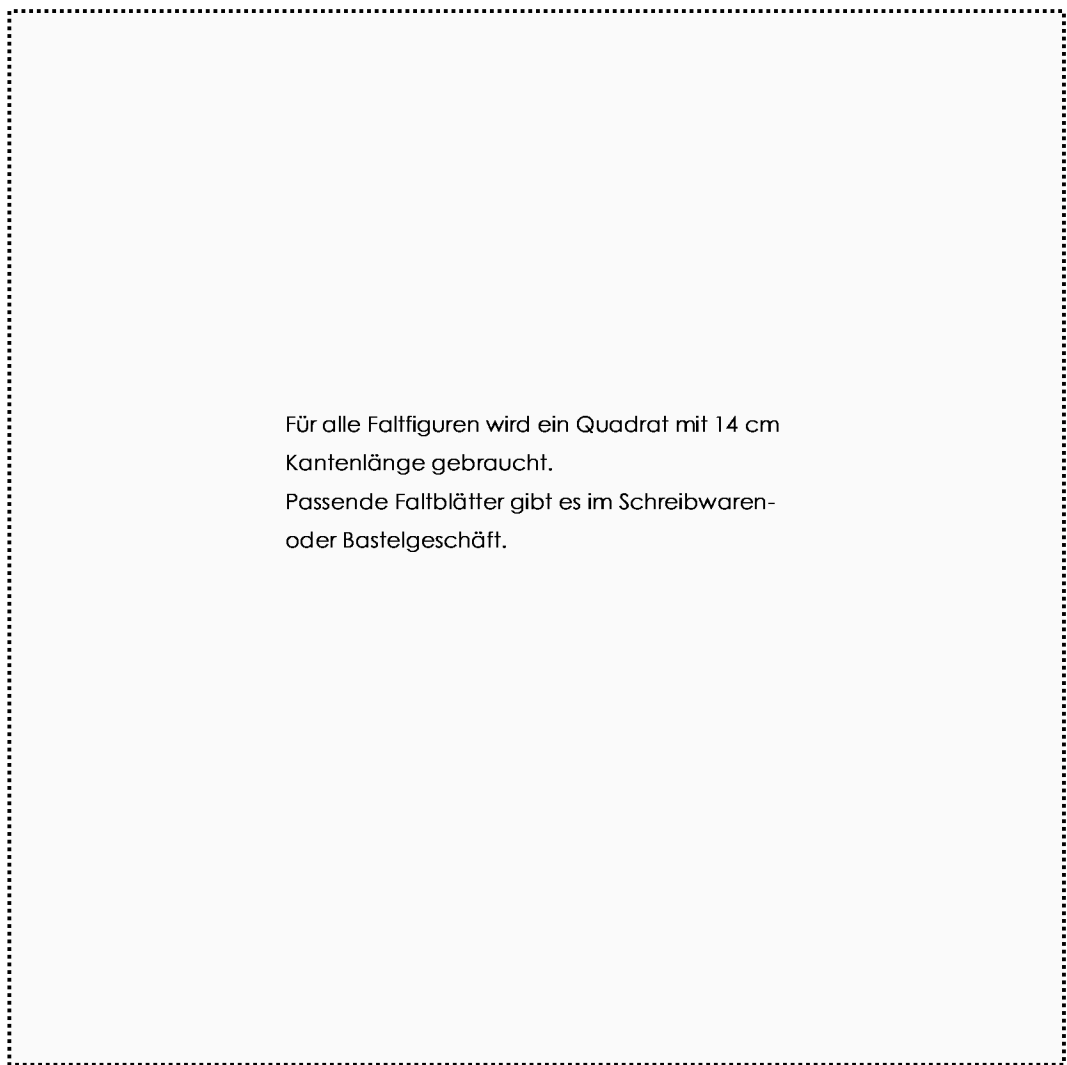 Für alle Faltfiguren wird ein Quadrat mit 14 cm
Kantenlänge gebraucht.
Passende Faltblätter gibt es im Schreibwaren-
oder Bastelgeschäft.